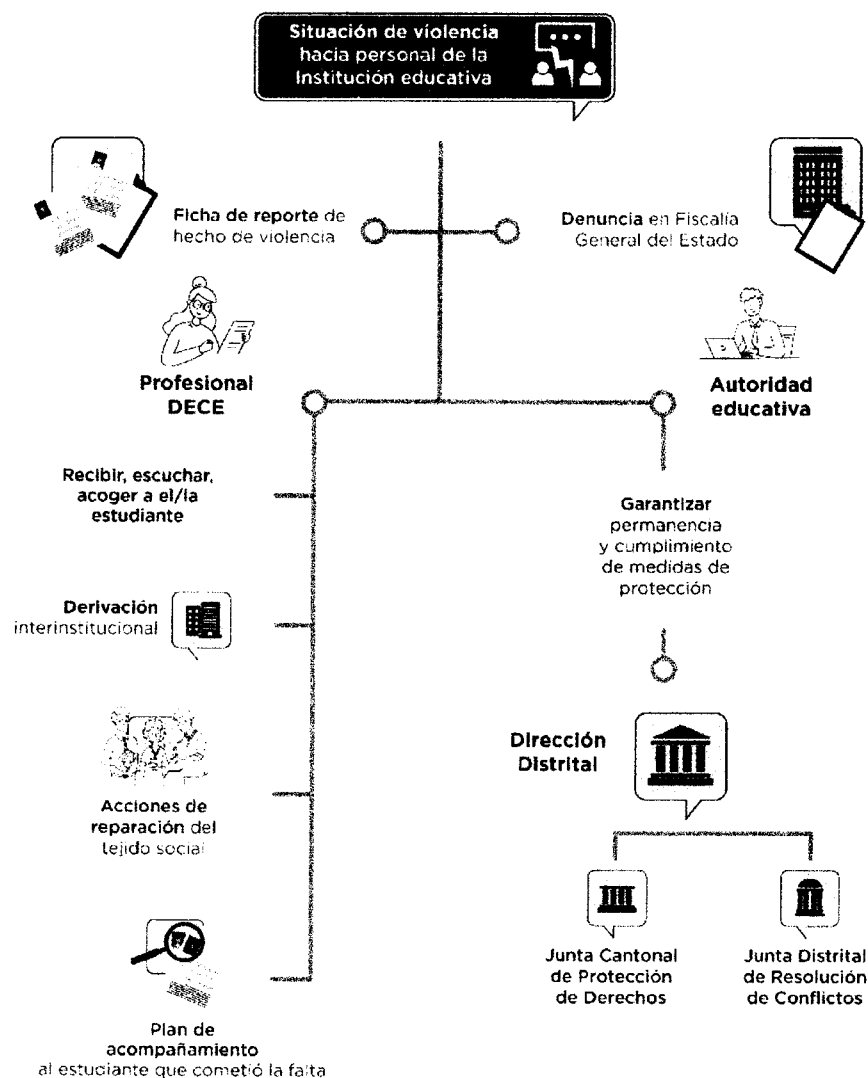 Situación de violencia
hacia personal de la
Institución educativa
Ficha de reporte de
hecho de violencia
Denuncia en Fiscalía
General del Estado
Profesional
DECE
Autoridad
educativa
Recibir, escuchar,
acoger a el/la
estudiante
Garantizar
permanencia
y cumplimiento
de medidas de
protección
Derivación
interinstitucional
Dirección
Distrital
Acciones de
reparación del
tejido social
Junta Cantonal
de Protección
de Derechos
Junta Distrital
de Resolución
de Conflictos
Plan de
acompañamiento
al estudiante que cometió la falta